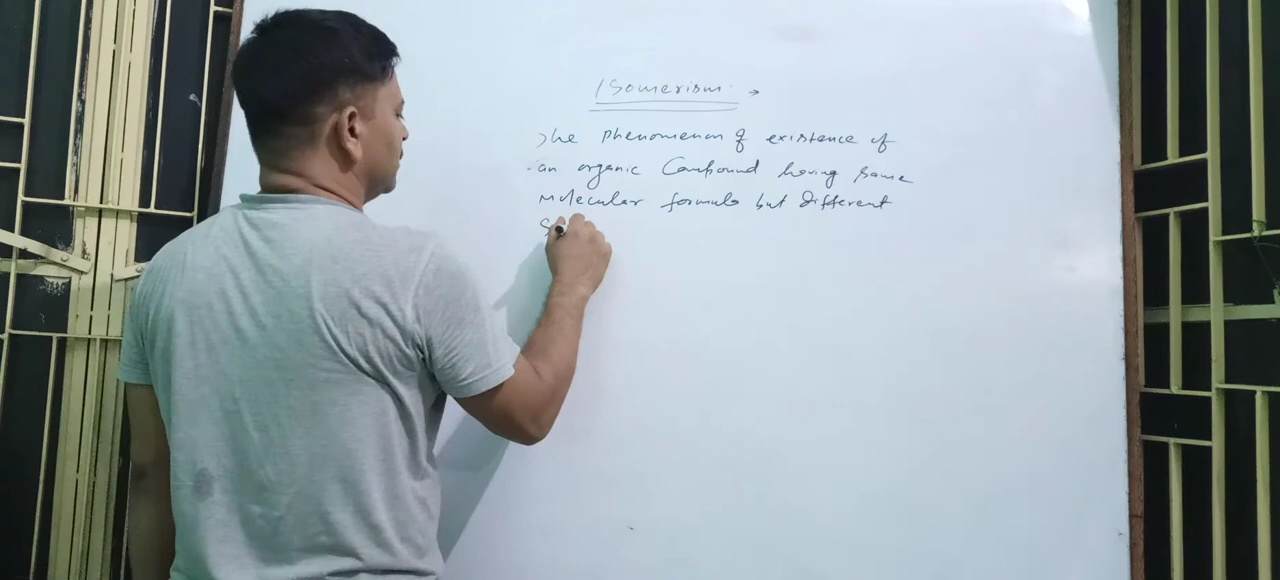 Isomerism →
The phenomenon of existence of
an organic Compound having same
Molecular formula but different
S